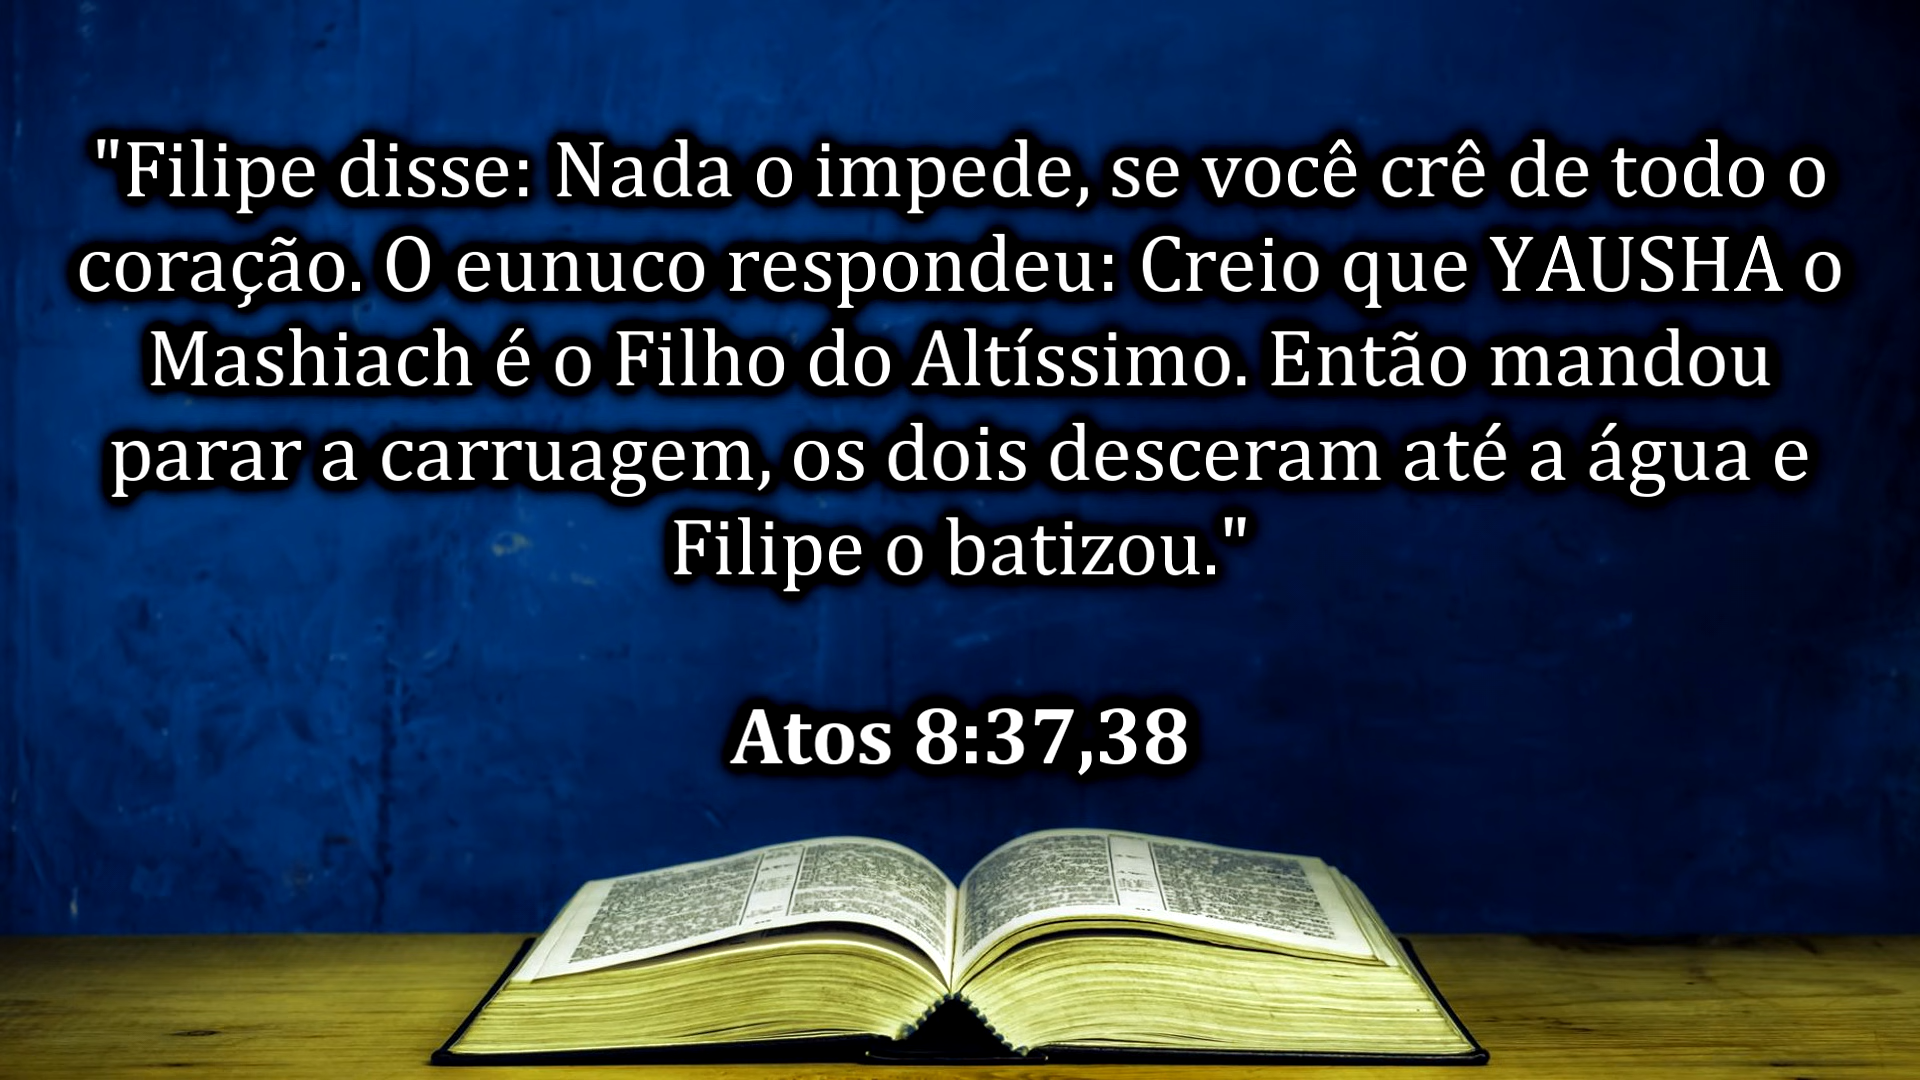 "Filipe disse: Nada o impede, se você crê de todo o
coração. O eunuco respondeu: Creio que YAUSHA o
Mashiach é o Filho do Altíssimo. Então mandou
parar a carruagem, os dois desceram até a água e
Filipe o batizou."
Atos 8:37,38